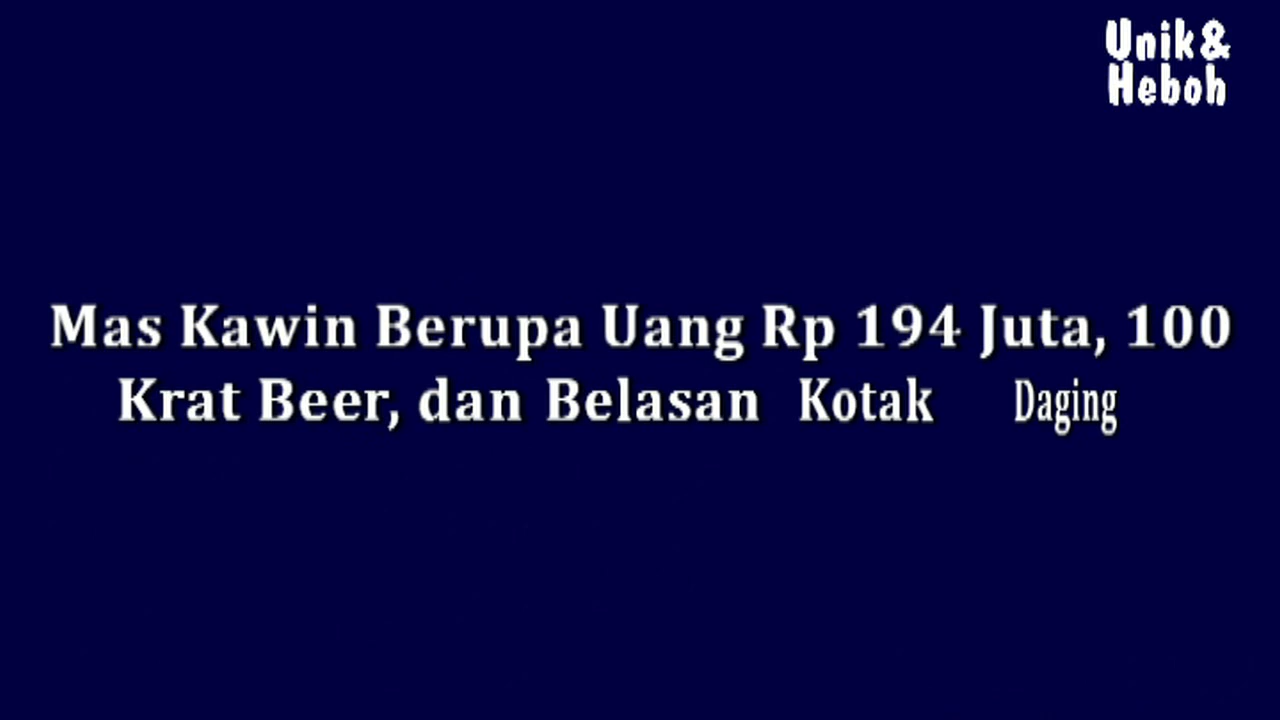 Unik&
Heboh
Mas Kawin Berupa Uang Rp 194 Juta, 100
Krat Beer, dan Belasan Kotak Daging